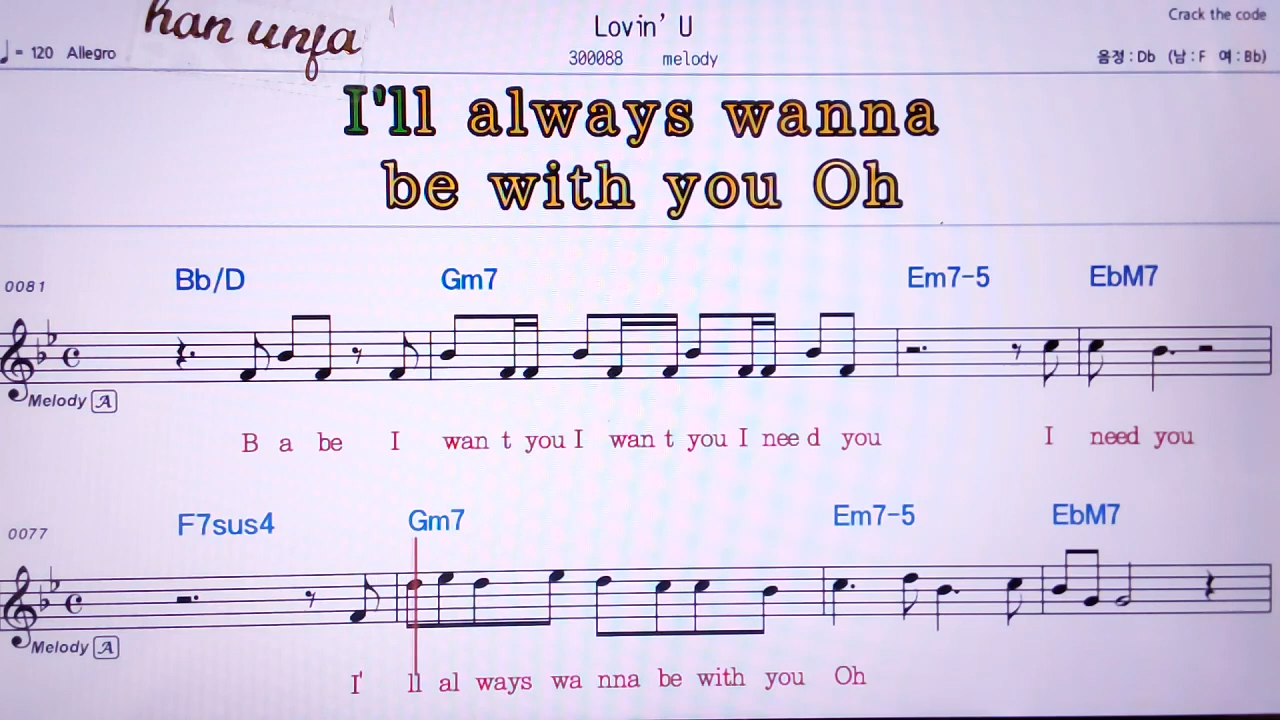 Kan unja
Lovin' U
Crack the code
♩= 120 Allegro
300088 melody
음정 : Db (남 : F 여 : Bb)
I'll always wanna
be with you Oh
0081 Bb/D Gm7 Em7-5 EbM7
Melody A
B a be I wan t you I wan t you I nee d you I need you
0077 F7sus4 Gm7 Em7-5 EbM7
Melody A
I' ll al ways wa nna be with you Oh